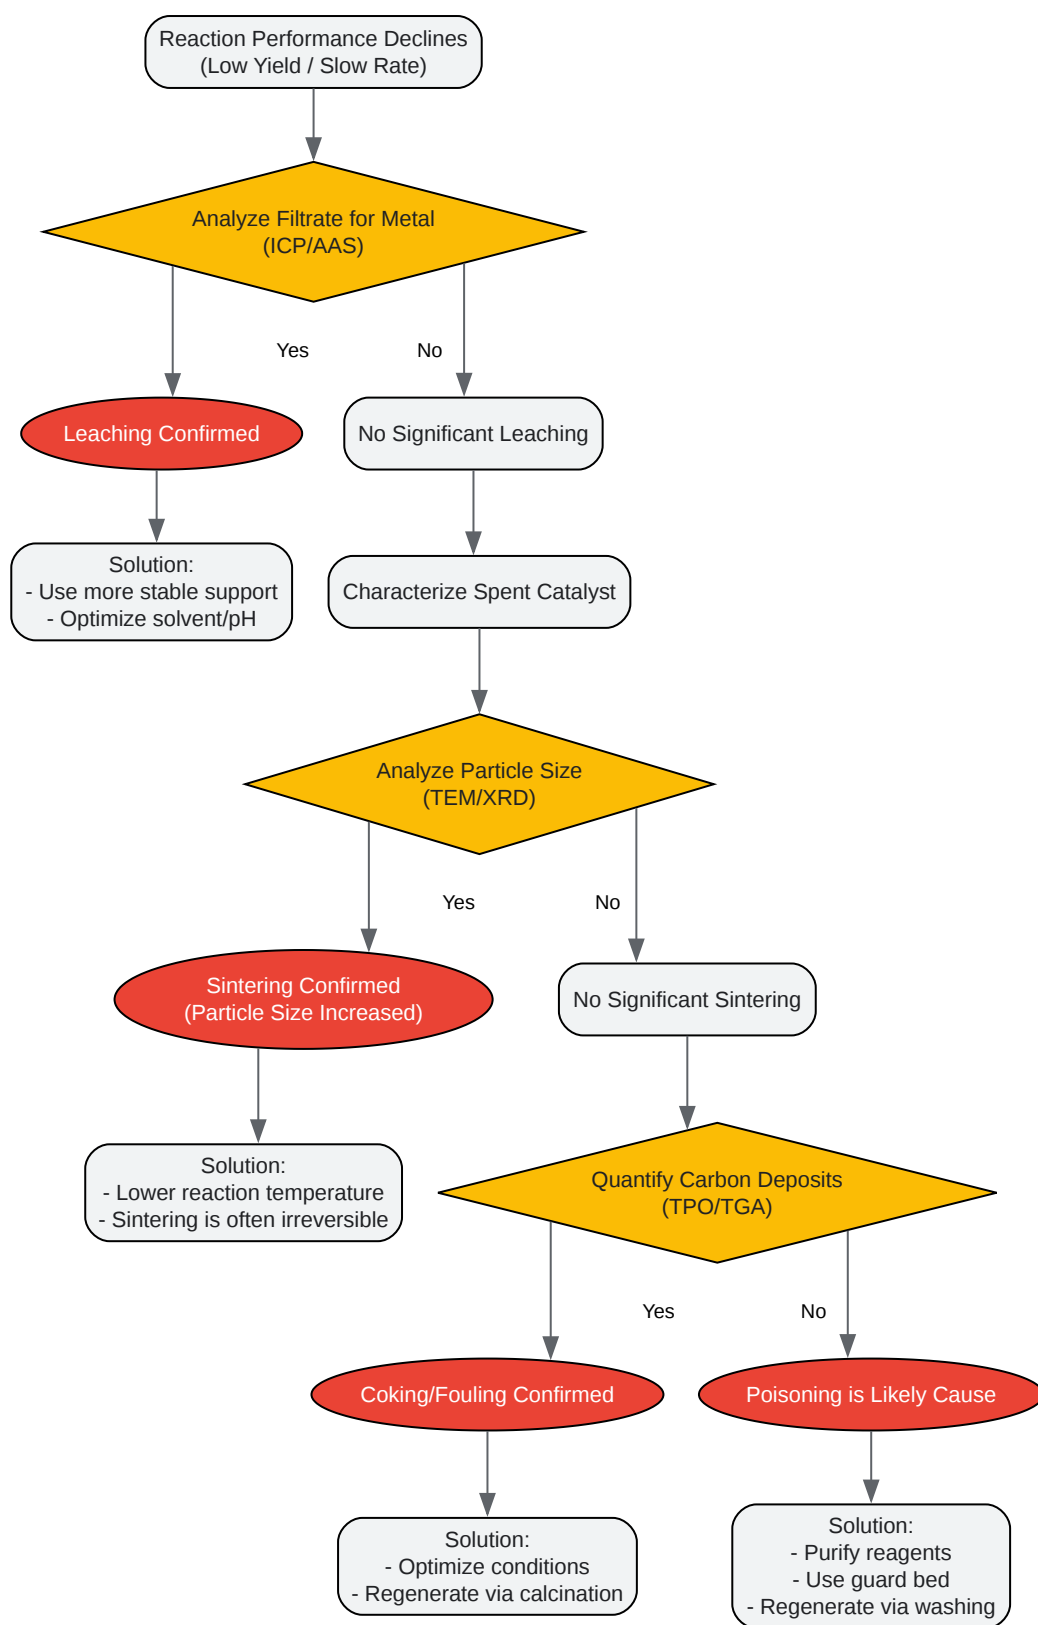 Reaction Performance Declines
(Low Yield / Slow Rate)
Analyze Filtrate for Metal
(ICP/AAS)
Yes
No
Leaching Confirmed
No Significant Leaching
Solution:
- Use more stable support
- Optimize solvent/pH
Characterize Spent Catalyst
Analyze Particle Size
(TEM/XRD)
Yes
No
Sintering Confirmed
(Particle Size Increased)
No Significant Sintering
Solution:
- Lower reaction temperature
- Sintering is often irreversible
Quantify Carbon Deposits
(TPO/TGA)
Yes
No
Coking/Fouling Confirmed
Poisoning is Likely Cause
Solution:
- Optimize conditions
- Regenerate via calcination
Solution:
- Purify reagents
- Use guard bed
- Regenerate via washing